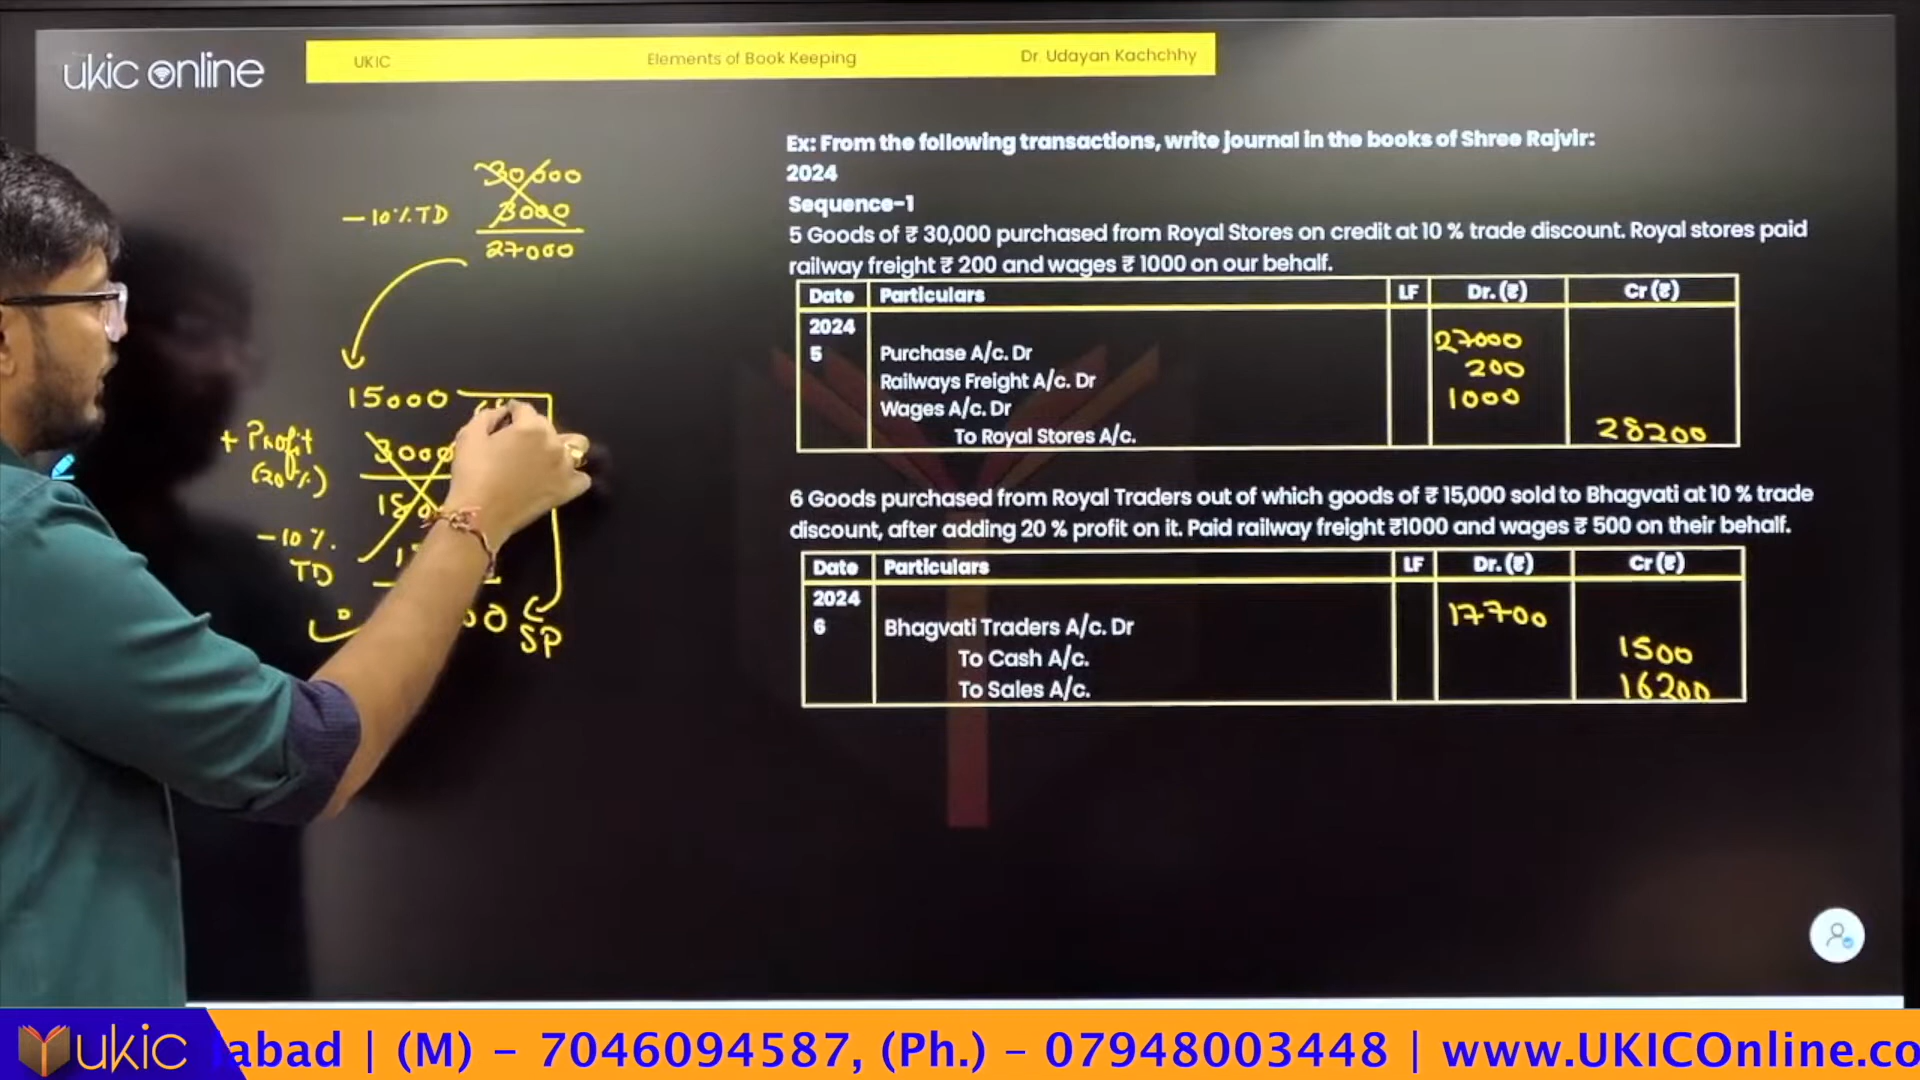 ukic online
UKIC Elements of Book Keeping Dr. Udayan Kachchhy
30000
- 10% TD 3000
27000
15000
+ Profit 3000
(20%)
- 10%.
TD
SP
Ex: From the following transactions, write journal in the books of Shree Rajvir:
2024
Sequence-1
5 Goods of ₹ 30,000 purchased from Royal Stores on credit at 10 % trade discount. Royal stores paid
railway freight ₹ 200 and wages ₹ 1000 on our behalf.
Date Particulars LF Dr. (₹) Cr (₹)
2024
5 Purchase A/c. Dr 27000
Railways Freight A/c. Dr 200
Wages A/c. Dr 1000
To Royal Stores A/c. 28200
6 Goods purchased from Royal Traders out of which goods of ₹ 15,000 sold to Bhagvati at 10 % trade
discount, after adding 20 % profit on it. Paid railway freight ₹1000 and wages ₹ 500 on their behalf.
Date Particulars LF Dr. (₹) Cr (₹)
2024
6 Bhagvati Traders A/c. Dr 17700
To Cash A/c. 1500
To Sales A/c. 16200
ukic
abad | (M) - 7046094587, (Ph.) - 07948003448 | www.UKICOnline.co